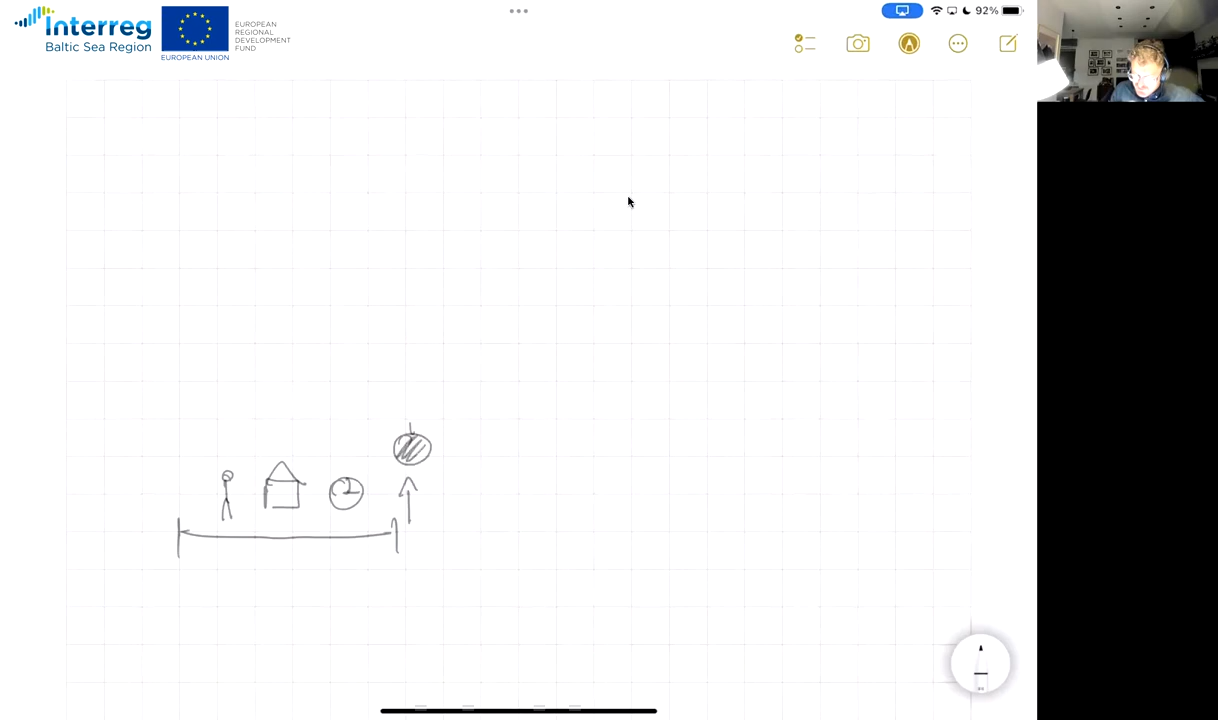 Interreg
Baltic Sea Region
EUROPEAN UNION
EUROPEAN
REGIONAL
DEVELOPMENT
FUND
92%